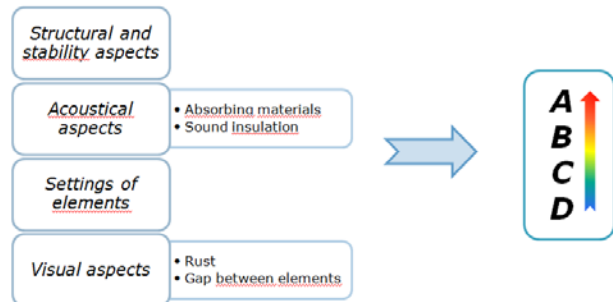 Structural and
stability aspects
Acoustical
aspects
• Absorbing materials
• Sound insulation
Settings of
elements
Visual aspects
• Rust
• Gap between elements
A
B
C
D